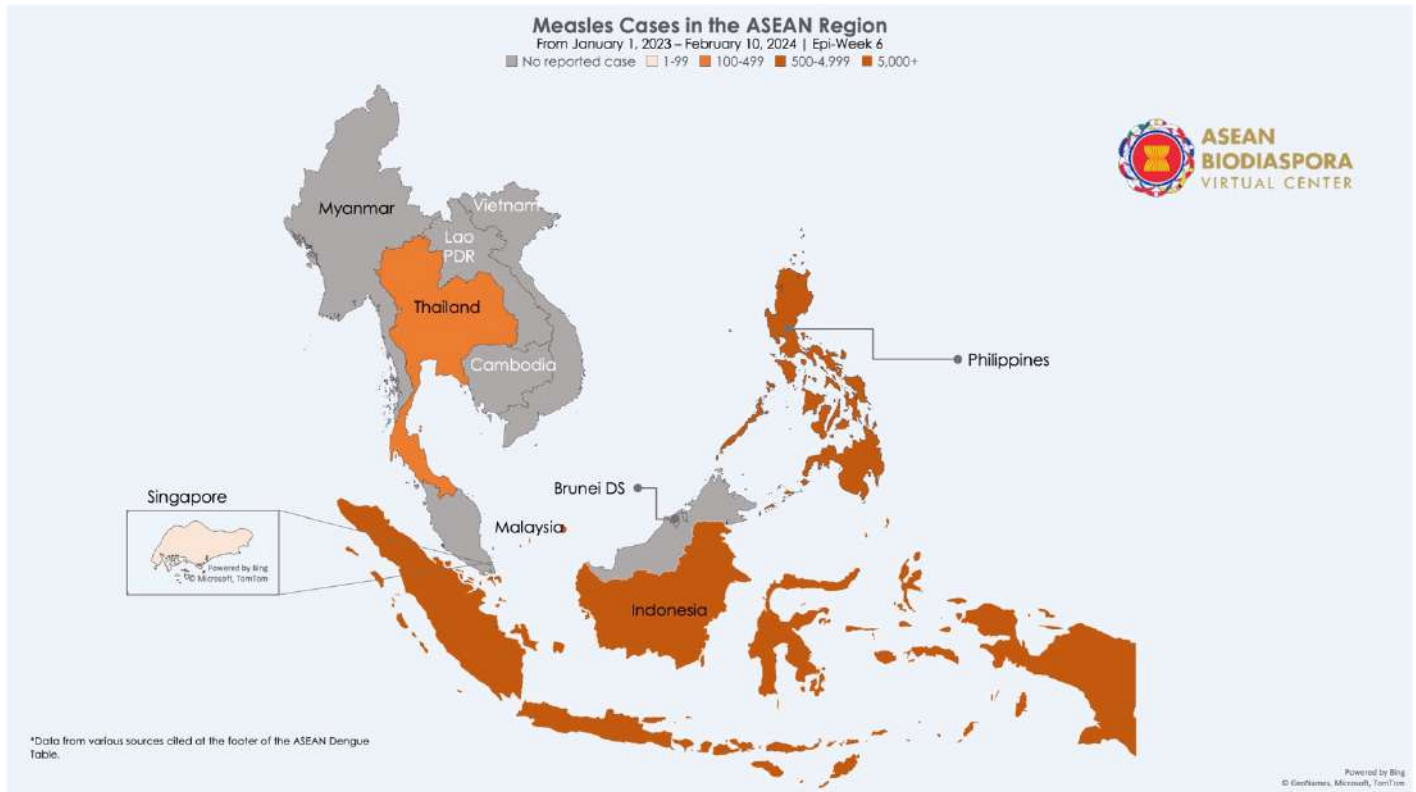 Measles Cases in the ASEAN Region
From January 1, 2023 – February 10, 2024 | Epi-Week 6
No reported case 1-99 100-499 500-4,999 5,000+
ASEAN
BIODIASPORA
VIRTUAL CENTER
Myanmar
Vietnam
Lao
PDR
Thailand
Cambodia
Philippines
Brunei DS
Singapore
Malaysia
Powered by Bing
© Microsoft, TomTom
Indonesia
*Data from various sources cited at the footer of the ASEAN Dengue
Table.
Powered by Bing
© GeoNames, Microsoft, TomTom